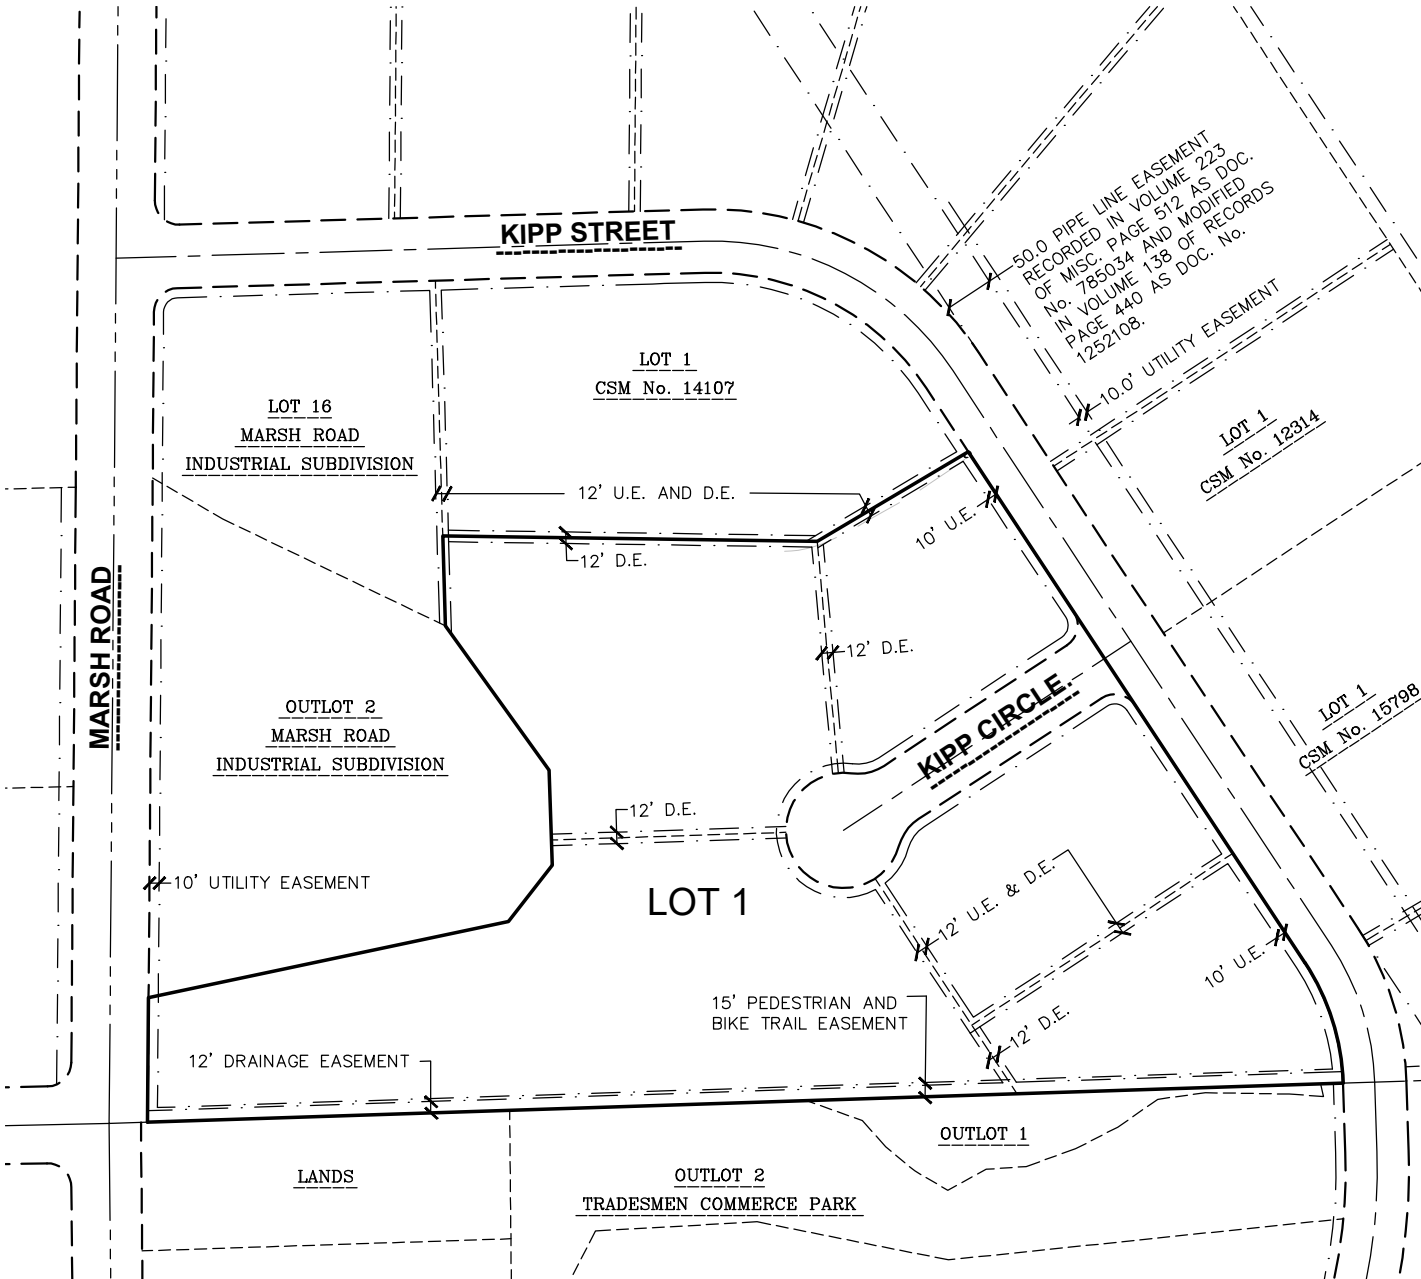 KIPP STREET
50.0 PIPE LINE EASEMENT
RECORDED IN VOLUME 223
OF MISC. PAGE 512 AS DOC.
No. 785034 AND MODIFIED
IN VOLUME 138 OF RECORDS
PAGE 440 AS DOC. No.
1252108.
10.0' UTILITY EASEMENT
LOT 1
CSM No. 14107
LOT 16
MARSH ROAD
INDUSTRIAL SUBDIVISION
LOT 1
CSM No. 12314
12' U.E. AND D.E.
10' U.E.
12' D.E.
MARSH ROAD
12' D.E.
KIPP CIRCLE
LOT 1
CSM No. 15798
OUTLOT 2
MARSH ROAD
INDUSTRIAL SUBDIVISION
12' D.E.
10' UTILITY EASEMENT
LOT 1
12' U.E. & D.E.
10' U.E.
15' PEDESTRIAN AND
BIKE TRAIL EASEMENT
12' D.E.
12' DRAINAGE EASEMENT
OUTLOT 1
LANDS
OUTLOT 2
TRADESMEN COMMERCE PARK